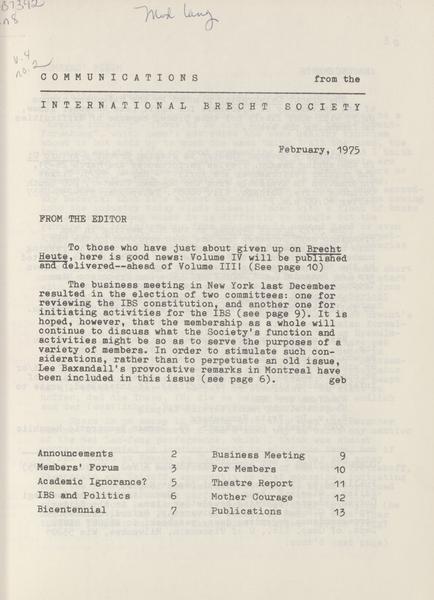 B7342
n8
Mod Lang
v.4
no.2
COMMUNICATIONS from the
INTERNATIONAL BRECHT SOCIETY
February, 1975
FROM THE EDITOR
To those who have just about given up on Brecht
Heute, here is good news: Volume IV will be published
and delivered--ahead of Volume III! (See page 10)
The business meeting in New York last December
resulted in the election of two committees: one for
reviewing the IBS constitution, and another one for
initiating activities for the IBS (see page 9). It is
hoped, however, that the membership as a whole will
continue to discuss what the Society's function and
activities might be so as to serve the purposes of a
variety of members. In order to stimulate such con-
siderations, rather than to perpetuate an old issue,
Lee Baxandall's provocative remarks in Montreal have
been included in this issue (see page 6). geb
Announcements 2 Business Meeting 9
Members' Forum 3 For Members 10
Academic Ignorance? 5 Theatre Report 11
IBS and Politics 6 Mother Courage 12
Bicentennial 7 Publications 13